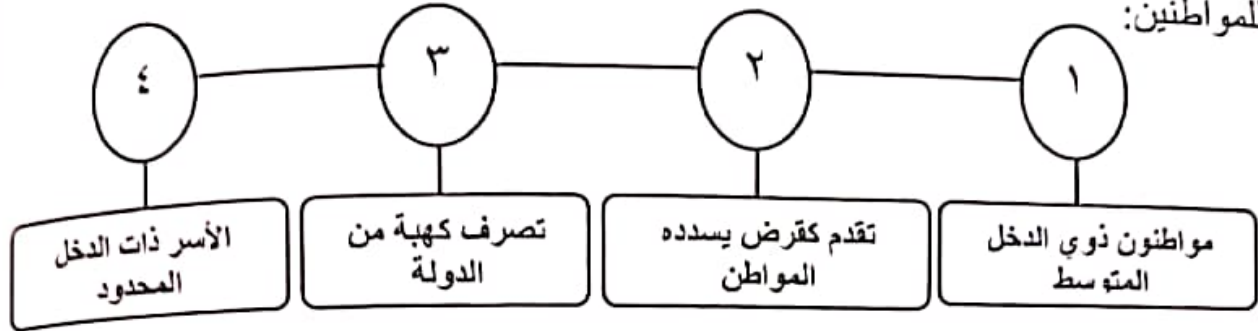 للمواطنين:
١
٢
٣
٤
مواطنون ذوي الدخل
المتوسط
تقدم كقرض يسدده
المواطن
تصرف كهبة من
الدولة
الأسر ذات الدخل
المحدود